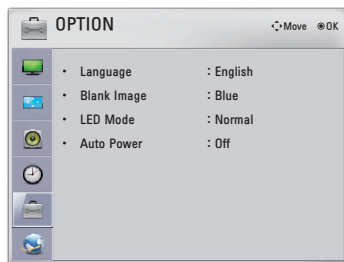 OPTION
Move OK
• Language : English
• Blank Image : Blue
• LED Mode : Normal
• Auto Power : Off